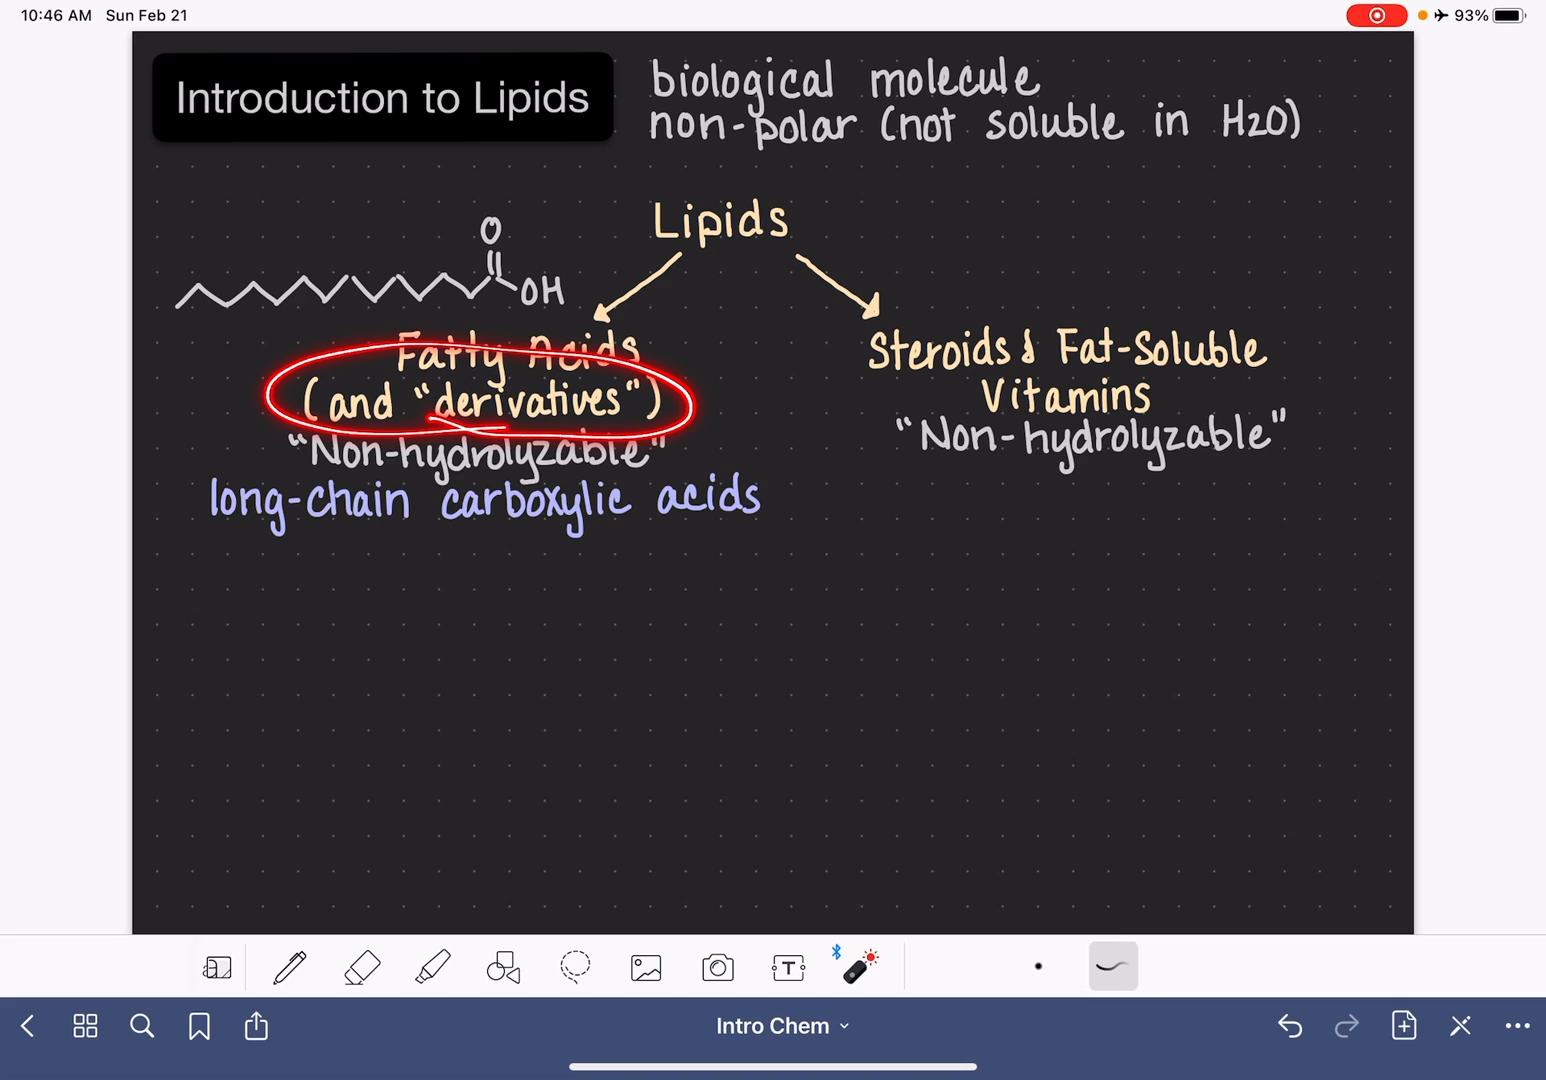 10:46 AM Sun Feb 21
93%
Introduction to Lipids
biological molecule
non-polar (not soluble in H2O)
Lipids
O
OH
Fatty Acids
(and "derivatives")
"Non-hydrolyzable"
long-chain carboxylic acids
Steroids & Fat-Soluble
Vitamins
"Non-hydrolyzable"
a
T
Intro Chem